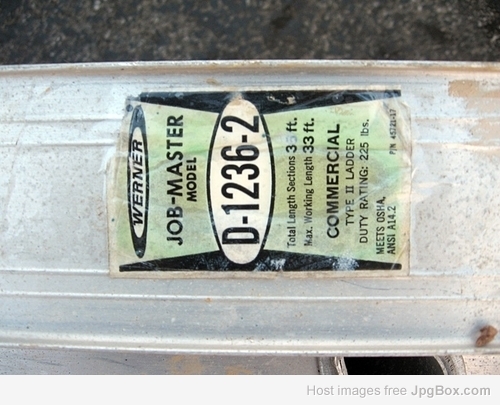 WERNER
JOB-MASTER
MODEL
D-1236-2
Total Length Sections ft.
Max. Working Length 33 ft.
COMMERCIAL
TYPE II LADDER
DUTY RATING: 225 lbs.
MEETS OSHA,
ANSI A14.2
P/N
Host images free JpgBox.com